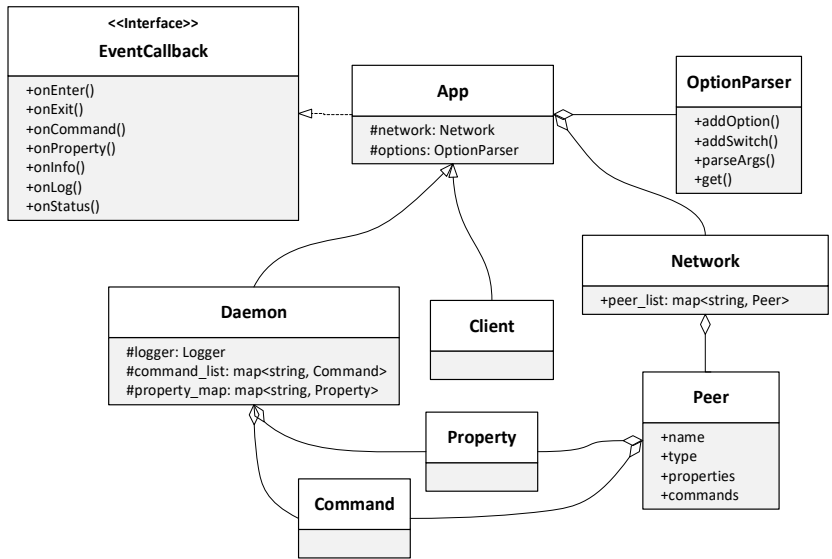 <<Interface>>
EventCallback
+onEnter()
+onExit()
+onCommand()
+onProperty()
+onInfo()
+onLog()
+onStatus()
App
#network: Network
#options: OptionParser
OptionParser
+addOption()
+addSwitch()
+parseArgs()
+get()
Network
+peer_list: map<string, Peer>
Daemon
#logger: Logger
#command_list: map<string, Command>
#property_map: map<string, Property>
Client
Peer
+name
+type
+properties
+commands
Property
Command